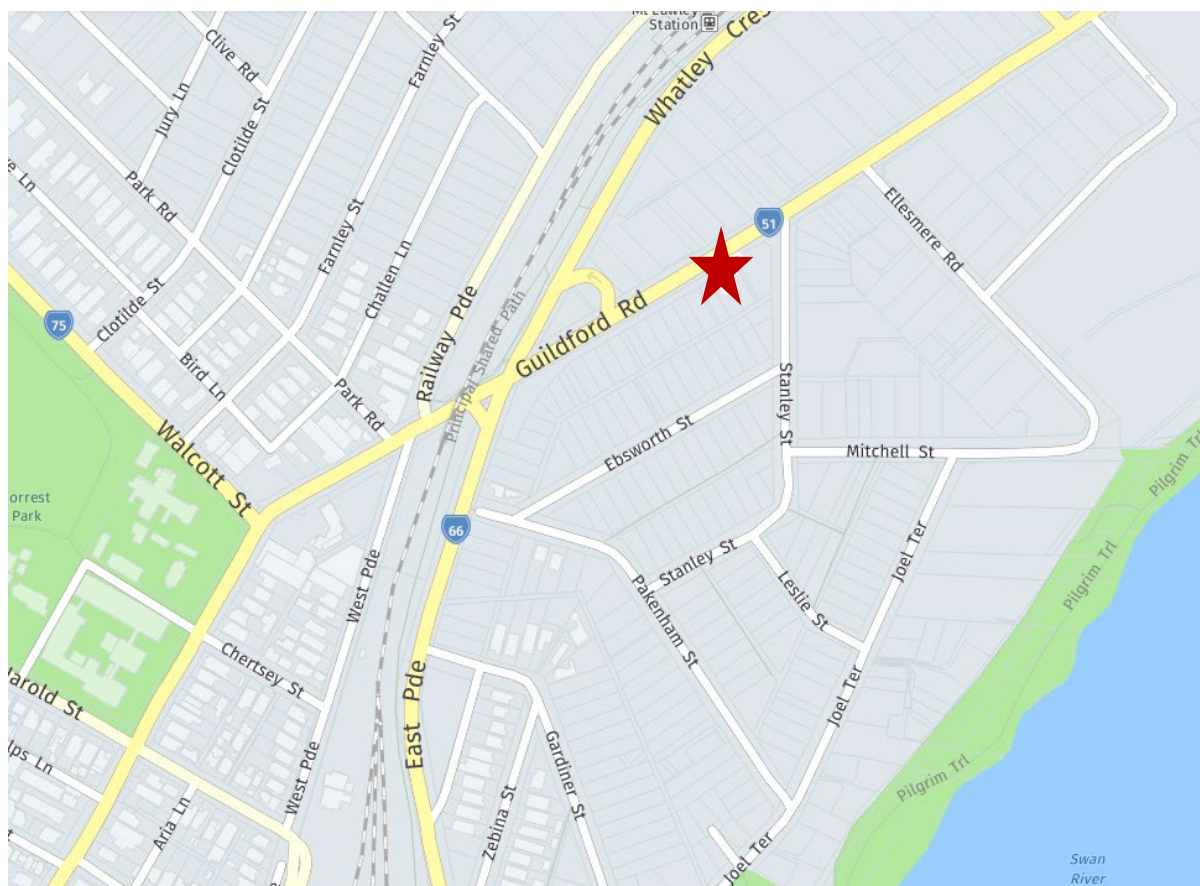 Mt Lawley
Station
Whatley Cres
Clive Rd
Farnley St
Jury Ln
Clotilde St
Park Rd
51
Ellesmere Rd
Farnley St
Challen Ln
Clotilde St
75
Railway Pde
Principal Shared Path
Guildford Rd
Bird Ln
Park Rd
Stanley St
Walcott St
Ebsworth St
Mitchell St
Pilgrim Trl
Park
66
Joel Ter
Stanley St
Pilgrim Trl
West Pde
Leslie St
Pakenham St
Chertsey St
Harold St
East Pde
Joel Ter
Gardiner St
West Pde
Pilgrim Trl
Aria Ln
Zebina St
Joel Ter
Swan
River